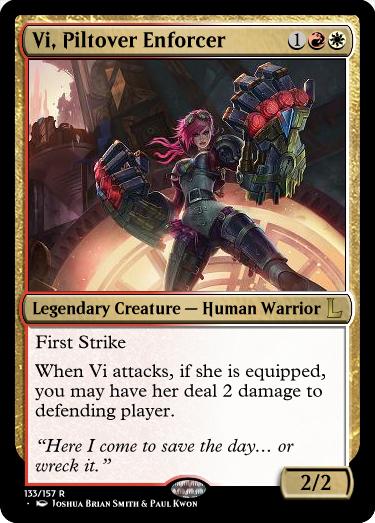 Vi, Piltover Enforcer 1
Legendary Creature — Human Warrior L
First Strike
When Vi attacks, if she is equipped,
you may have her deal 2 damage to
defending player.
“Here I come to save the day… or
wreck it.”
2/2
133/157 R
· Joshua Brian Smith & Paul Kwon